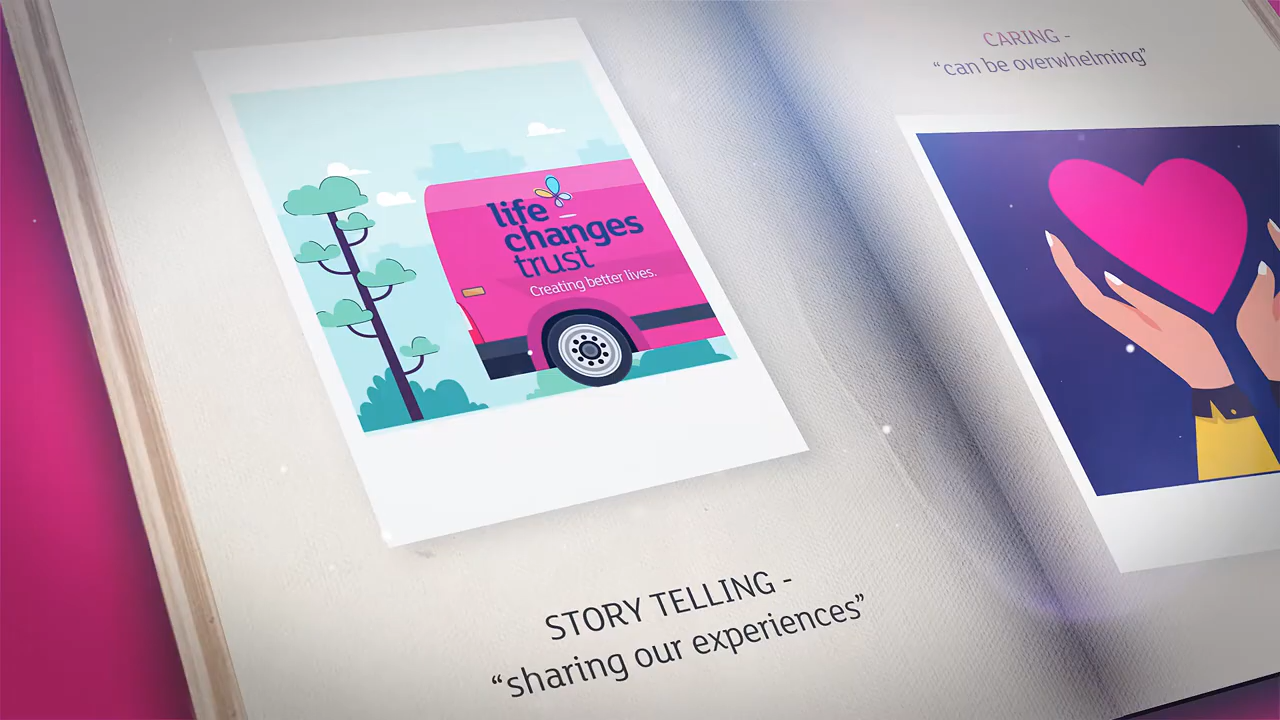 life
changes
trust
Creating better lives.
STORY TELLING -
“sharing our experiences”
CARING -
“can be overwhelming”